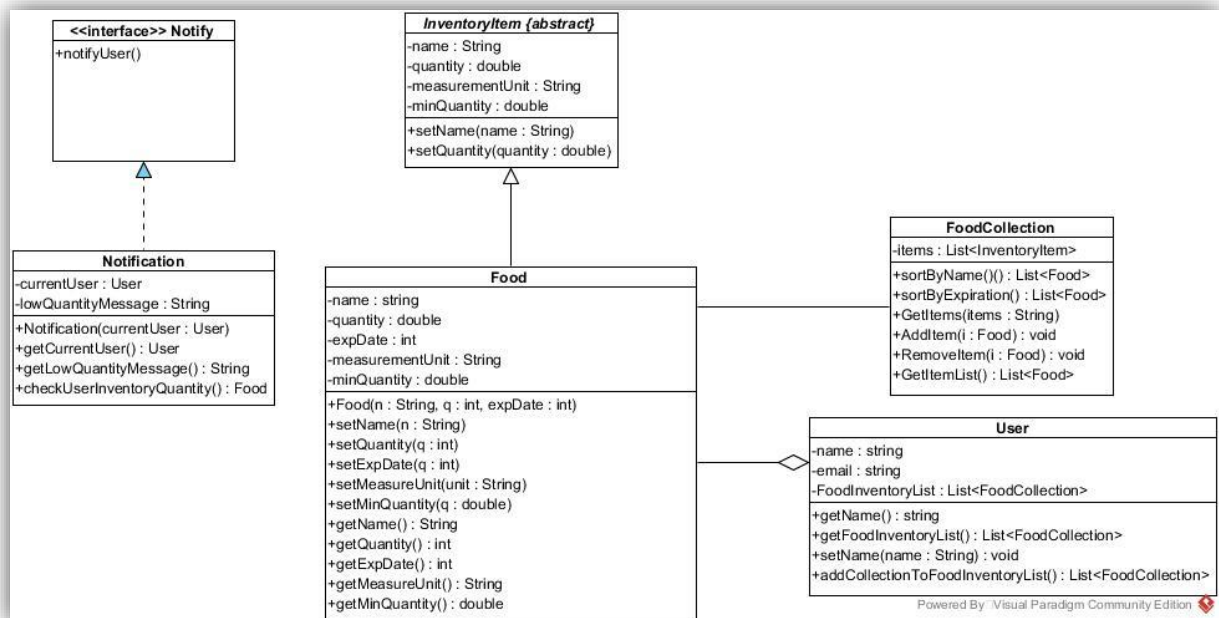 <<interface>> Notify
+notifyUser()
InventoryItem {abstract}
-name : String
-quantity : double
-measurementUnit : String
-minQuantity : double
+setName(name : String)
+setQuantity(quantity : double)
Notification
-currentUser : User
-lowQuantityMessage : String
+Notification(currentUser : User)
+getCurrentUser() : User
+getLowQuantityMessage() : String
+checkUserInventoryQuantity() : Food
Food
-name : string
-quantity : double
-expDate : int
-measurementUnit : String
-minQuantity : double
+Food(n : String, q : int, expDate : int)
+setName(n : String)
+setQuantity(q : int)
+setExpDate(q : int)
+setMeasureUnit(unit : String)
+setMinQuantity(q : double)
+getName() : String
+getQuantity() : int
+getExpDate() : int
+getMeasureUnit() : String
+getMinQuantity() : double
FoodCollection
-items : List<InventoryItem>
+sortByName()() : List<Food>
+sortByExpiration() : List<Food>
+GetItems(items : String)
+AddItem(i : Food) : void
+RemoveItem(i : Food) : void
+GetItemList() : List<Food>
User
-name : string
-email : string
-FoodInventoryList : List<FoodCollection>
+getName() : string
+getFoodInventoryList() : List<FoodCollection>
+setName(name : String) : void
+addCollectionToFoodInventoryList() : List<FoodCollection>
Powered By Visual Paradigm Community Edition